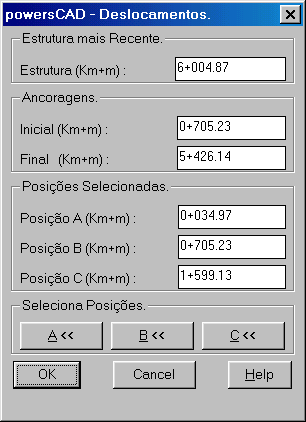 powersCAD - Deslocamentos.
Estrutura mais Recente.
Estrutura (Km+m) : 6+004.87
Ancoragens.
Inicial (Km+m) : 0+705.23
Final (Km+m) : 5+426.14
Posições Selecionadas.
Posição A (Km+m) : 0+034.97
Posição B (Km+m) : 0+705.23
Posição C (Km+m) : 1+599.13
Seleciona Posições.
A << B << C <<
OK Cancel Help